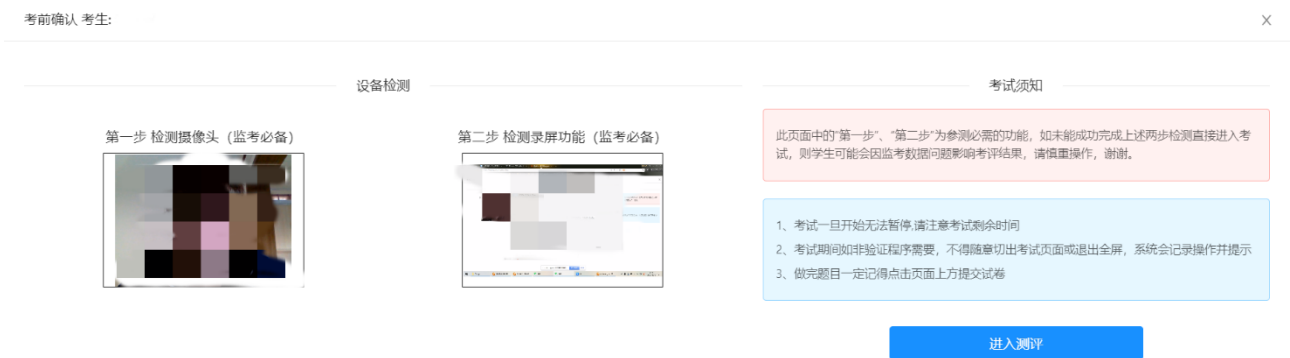 考前确认 考生:
X
设备检测
第一步 检测摄像头（监考必备）
第二步 检测录屏功能（监考必备）
考试须知
此页面中的“第一步”、“第二步”为参测必需的功能，如未能成功完成上述两步检测直接进入考
试，则学生可能会因监考数据问题影响考评结果，请慎重操作，谢谢。
1、考试一旦开始无法暂停,请注意考试剩余时间
2、考试期间如非验证程序需要，不得随意切出考试页面或退出全屏，系统会记录操作并提示
3、做完题目一定记得点击页面上方提交试卷
进入测评